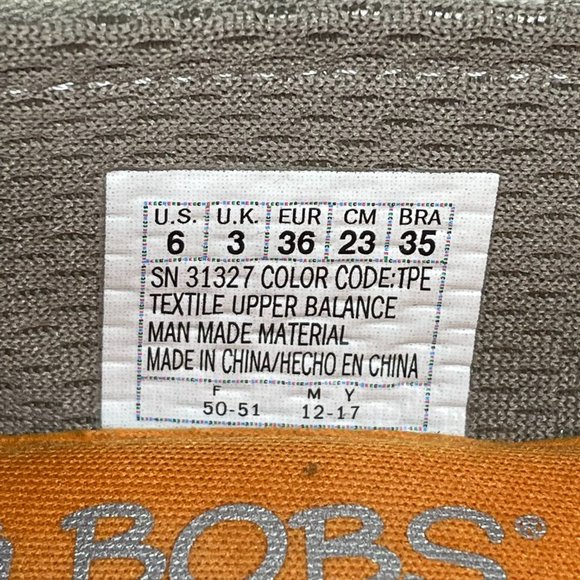 U.S. U.K. EUR CM BRA
6 3 36 23 35
SN 31327 COLOR CODE:TPE
TEXTILE UPPER BALANCE
MAN MADE MATERIAL
MADE IN CHINA/HECHO EN CHINA
F M Y
50-51 12-17
BOBS®